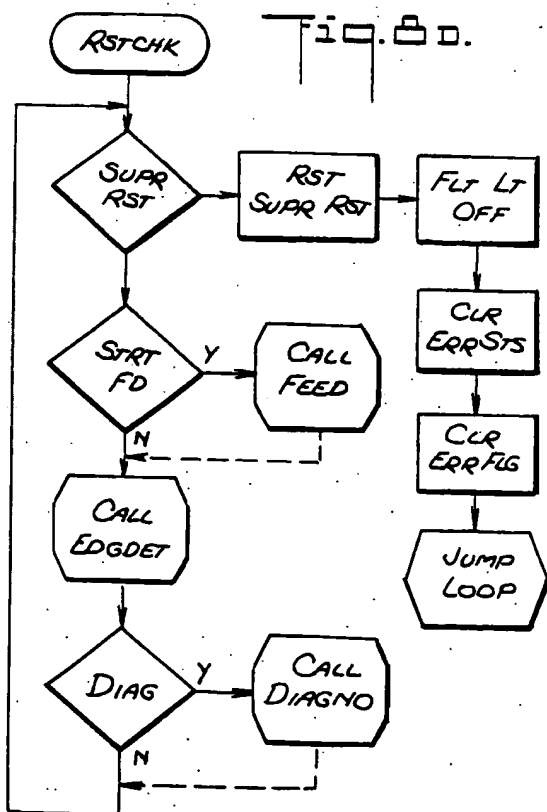 RSTCHK
Fig. 8D.
SUPR
RST
RST
SUPR RST
FLT LT
OFF
CLR
ERRSTS
CLR
ERRFLG
JUMP
LOOP
STRT
FD
Y
CALL
FEED
N
CALL
EDGDET
DIAG
Y
CALL
DIAGNO
N